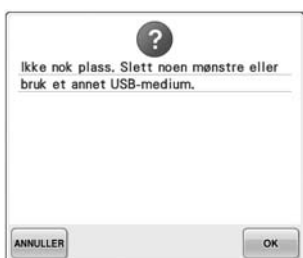 ?
Ikke nok plass. Slett noen mønstre eller
bruk et annet USB-medium.
ANNULLER
OK